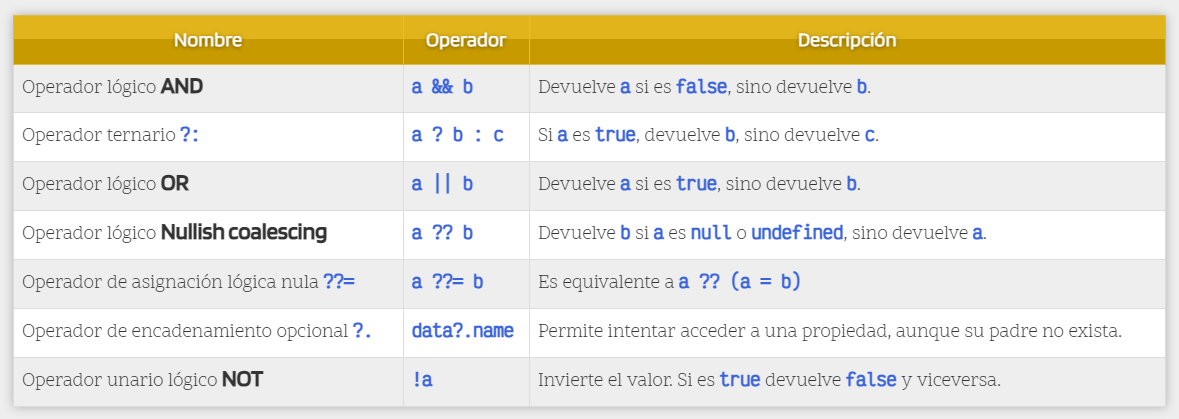 Nombre Operador Descripción
Operador lógico AND a && b Devuelve a si es false, sino devuelve b.
Operador ternario ?: a ? b : c Si a es true, devuelve b, sino devuelve c.
Operador lógico OR a || b Devuelve a si es true, sino devuelve b.
Operador lógico Nullish coalescing a ?? b Devuelve b si a es null o undefined, sino devuelve a.
Operador de asignación lógica nula ??= a ??= b Es equivalente a a ?? (a = b)
Operador de encadenamiento opcional ?. data?.name Permite intentar acceder a una propiedad, aunque su padre no exista.
Operador unario lógico NOT !a Invierte el valor. Si es true devuelve false y viceversa.